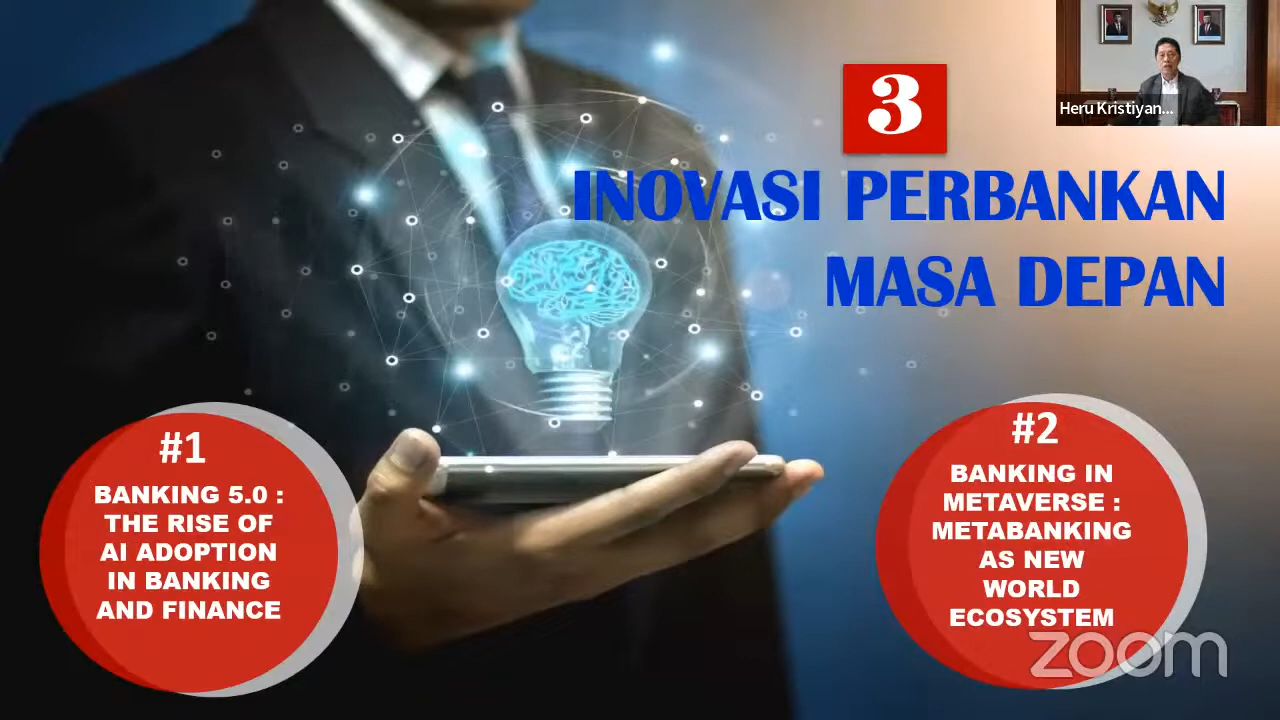 Heru Kristiyan...
3
INOVASI PERBANKAN
MASA DEPAN
#1
BANKING 5.0 :
THE RISE OF
AI ADOPTION
IN BANKING
AND FINANCE
#2
BANKING IN
METAVERSE :
METABANKING
AS NEW
WORLD
ECOSYSTEM
zoom